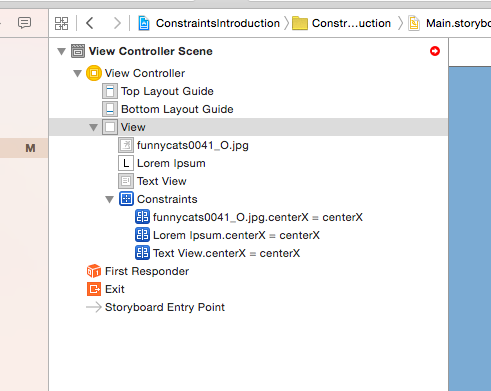 ConstraintsIntroduction Constr...uction Main.storyb
View Controller Scene
View Controller
Top Layout Guide
Bottom Layout Guide
View
M
funnycats0041_O.jpg
L Lorem Ipsum
Text View
Constraints
funnycats0041_O.jpg.centerX = centerX
Lorem Ipsum.centerX = centerX
Text View.centerX = centerX
First Responder
Exit
Storyboard Entry Point